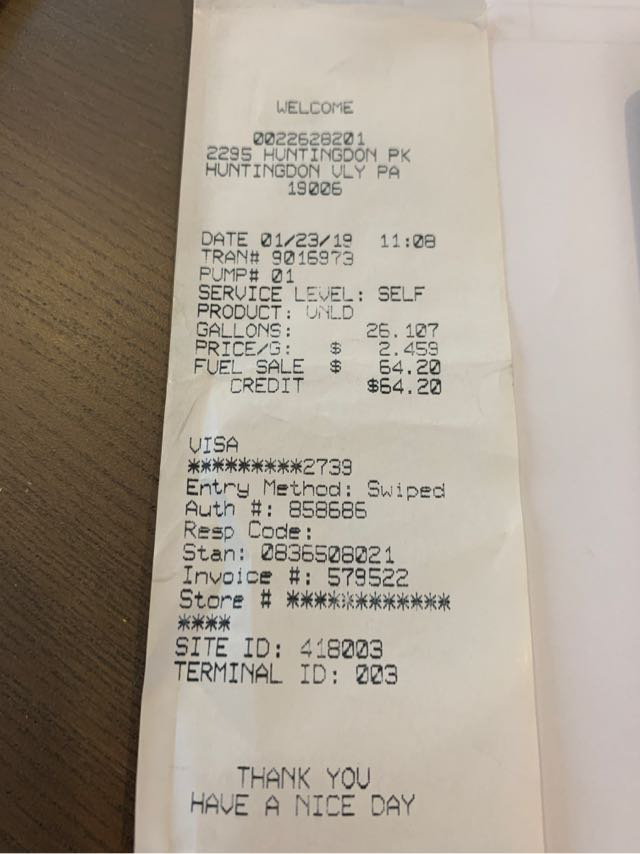 WELCOME
0022628201
2295 HUNTINGDON PK
HUNTINGDON VLY PA
19006
DATE 01/23/19 11:08
TRAN# 9016973
PUMP# 01
SERVICE LEVEL: SELF
PRODUCT: UNLD
GALLONS: 26.107
PRICE/G: $ 2.459
FUEL SALE $ 64.20
CREDIT $64.20
VISA
*********2739
Entry Method: Swiped
Auth #: 858686
Resp Code:
Stan: 0836508021
Invoice #: 579522
Store # ************
****
SITE ID: 418003
TERMINAL ID: 003
THANK YOU
HAVE A NICE DAY